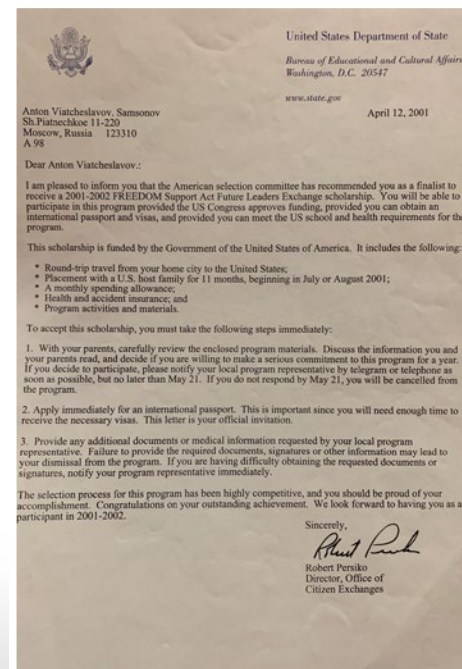 United States Department of State
Bureau of Educational and Cultural Affairs
Washington, D.C. 20547
www.state.gov
April 12, 2001
Anton Viatcheslavov, Samsonov
Sh.Piatnechkoe 11-220
Moscow, Russia 123310
A 98
Dear Anton Viatcheslavov.:
I am pleased to inform you that the American selection committee has recommended you as a finalist to
receive a 2001-2002 FREEDOM Support Act Future Leaders Exchange scholarship. You will be able to
participate in this program provided the US Congress approves funding, provided you can obtain an
international passport and visas, and provided you can meet the US school and health requirements for the
program.
This scholarship is funded by the Government of the United States of America. It includes the following:
* Round-trip travel from your home city to the United States;
* Placement with a U.S. host family for 11 months, beginning in July or August 2001;
* A monthly spending allowance;
* Health and accident insurance; and
* Program activities and materials.
To accept this scholarship, you must take the following steps immediately:
1. With your parents, carefully review the enclosed program materials. Discuss the information you and
your parents read, and decide if you are willing to make a serious commitment to this program for a year.
If you decide to participate, please notify your local program representative by telegram or telephone as
soon as possible, but no later than May 21. If you do not respond by May 21, you will be cancelled from
the program.
2. Apply immediately for an international passport. This is important since you will need enough time to
receive the necessary visas. This letter is your official invitation.
3. Provide any additional documents or medical information requested by your local program
representative. Failure to provide the required documents, signatures or other information may lead to
your dismissal from the program. If you are having difficulty obtaining the requested documents or
signatures, notify your program representative immediately.
The selection process for this program has been highly competitive, and you should be proud of your
accomplishment. Congratulations on your outstanding achievement. We look forward to having you as a
participant in 2001-2002.
Sincerely,
Robert Persiko
Director, Office of
Citizen Exchanges